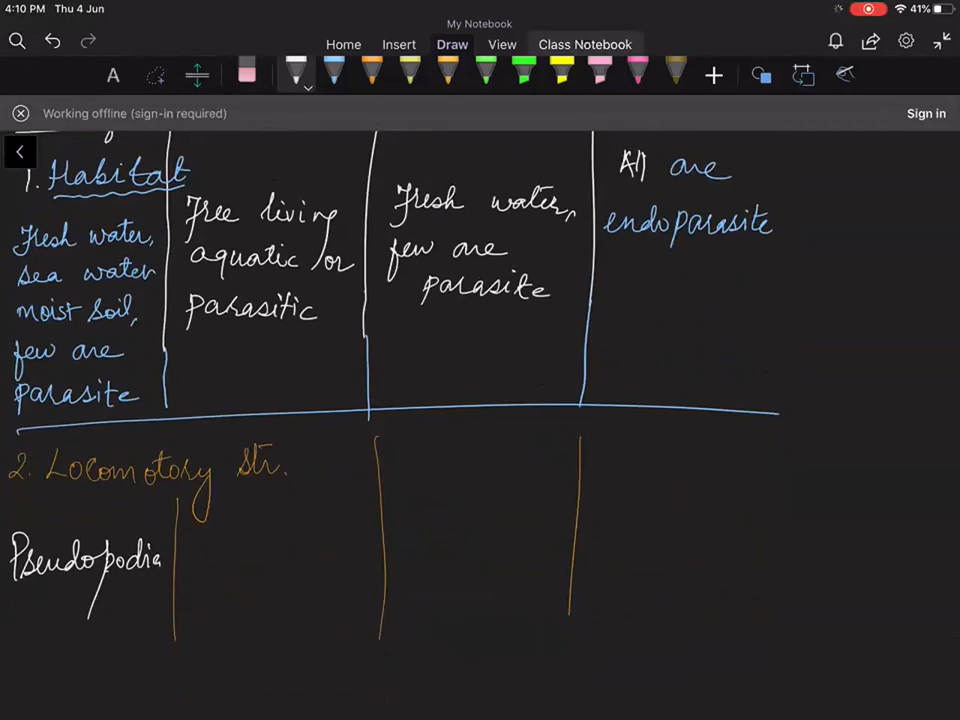 4:10 PM Thu 4 Jun
41%
My Notebook
Home Insert Draw View Class Notebook
A
Working offline (sign-in required)
Sign in
1. Habitat
Fresh water,
sea water
moist soil,
few are
parasite
Free living
aquatic / or
parasitic
Fresh water,
few are
parasite
All are
endoparasite
2. Locomotory Str.
Pseudopodia